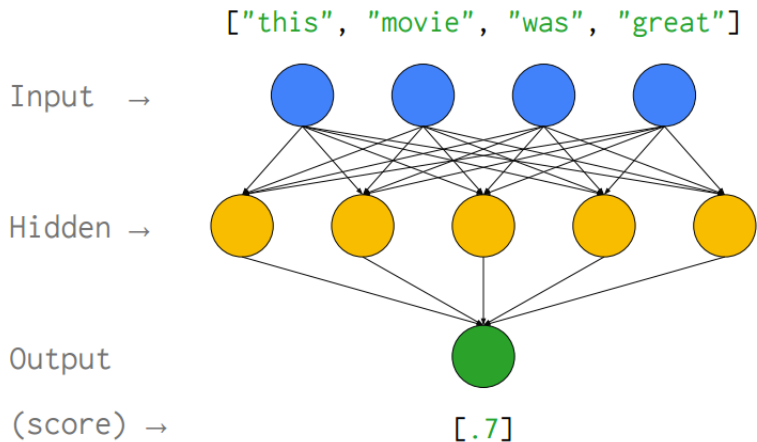 ["this", "movie", "was", "great"]
Input →
Hidden →
Output
(score) →
[.7]